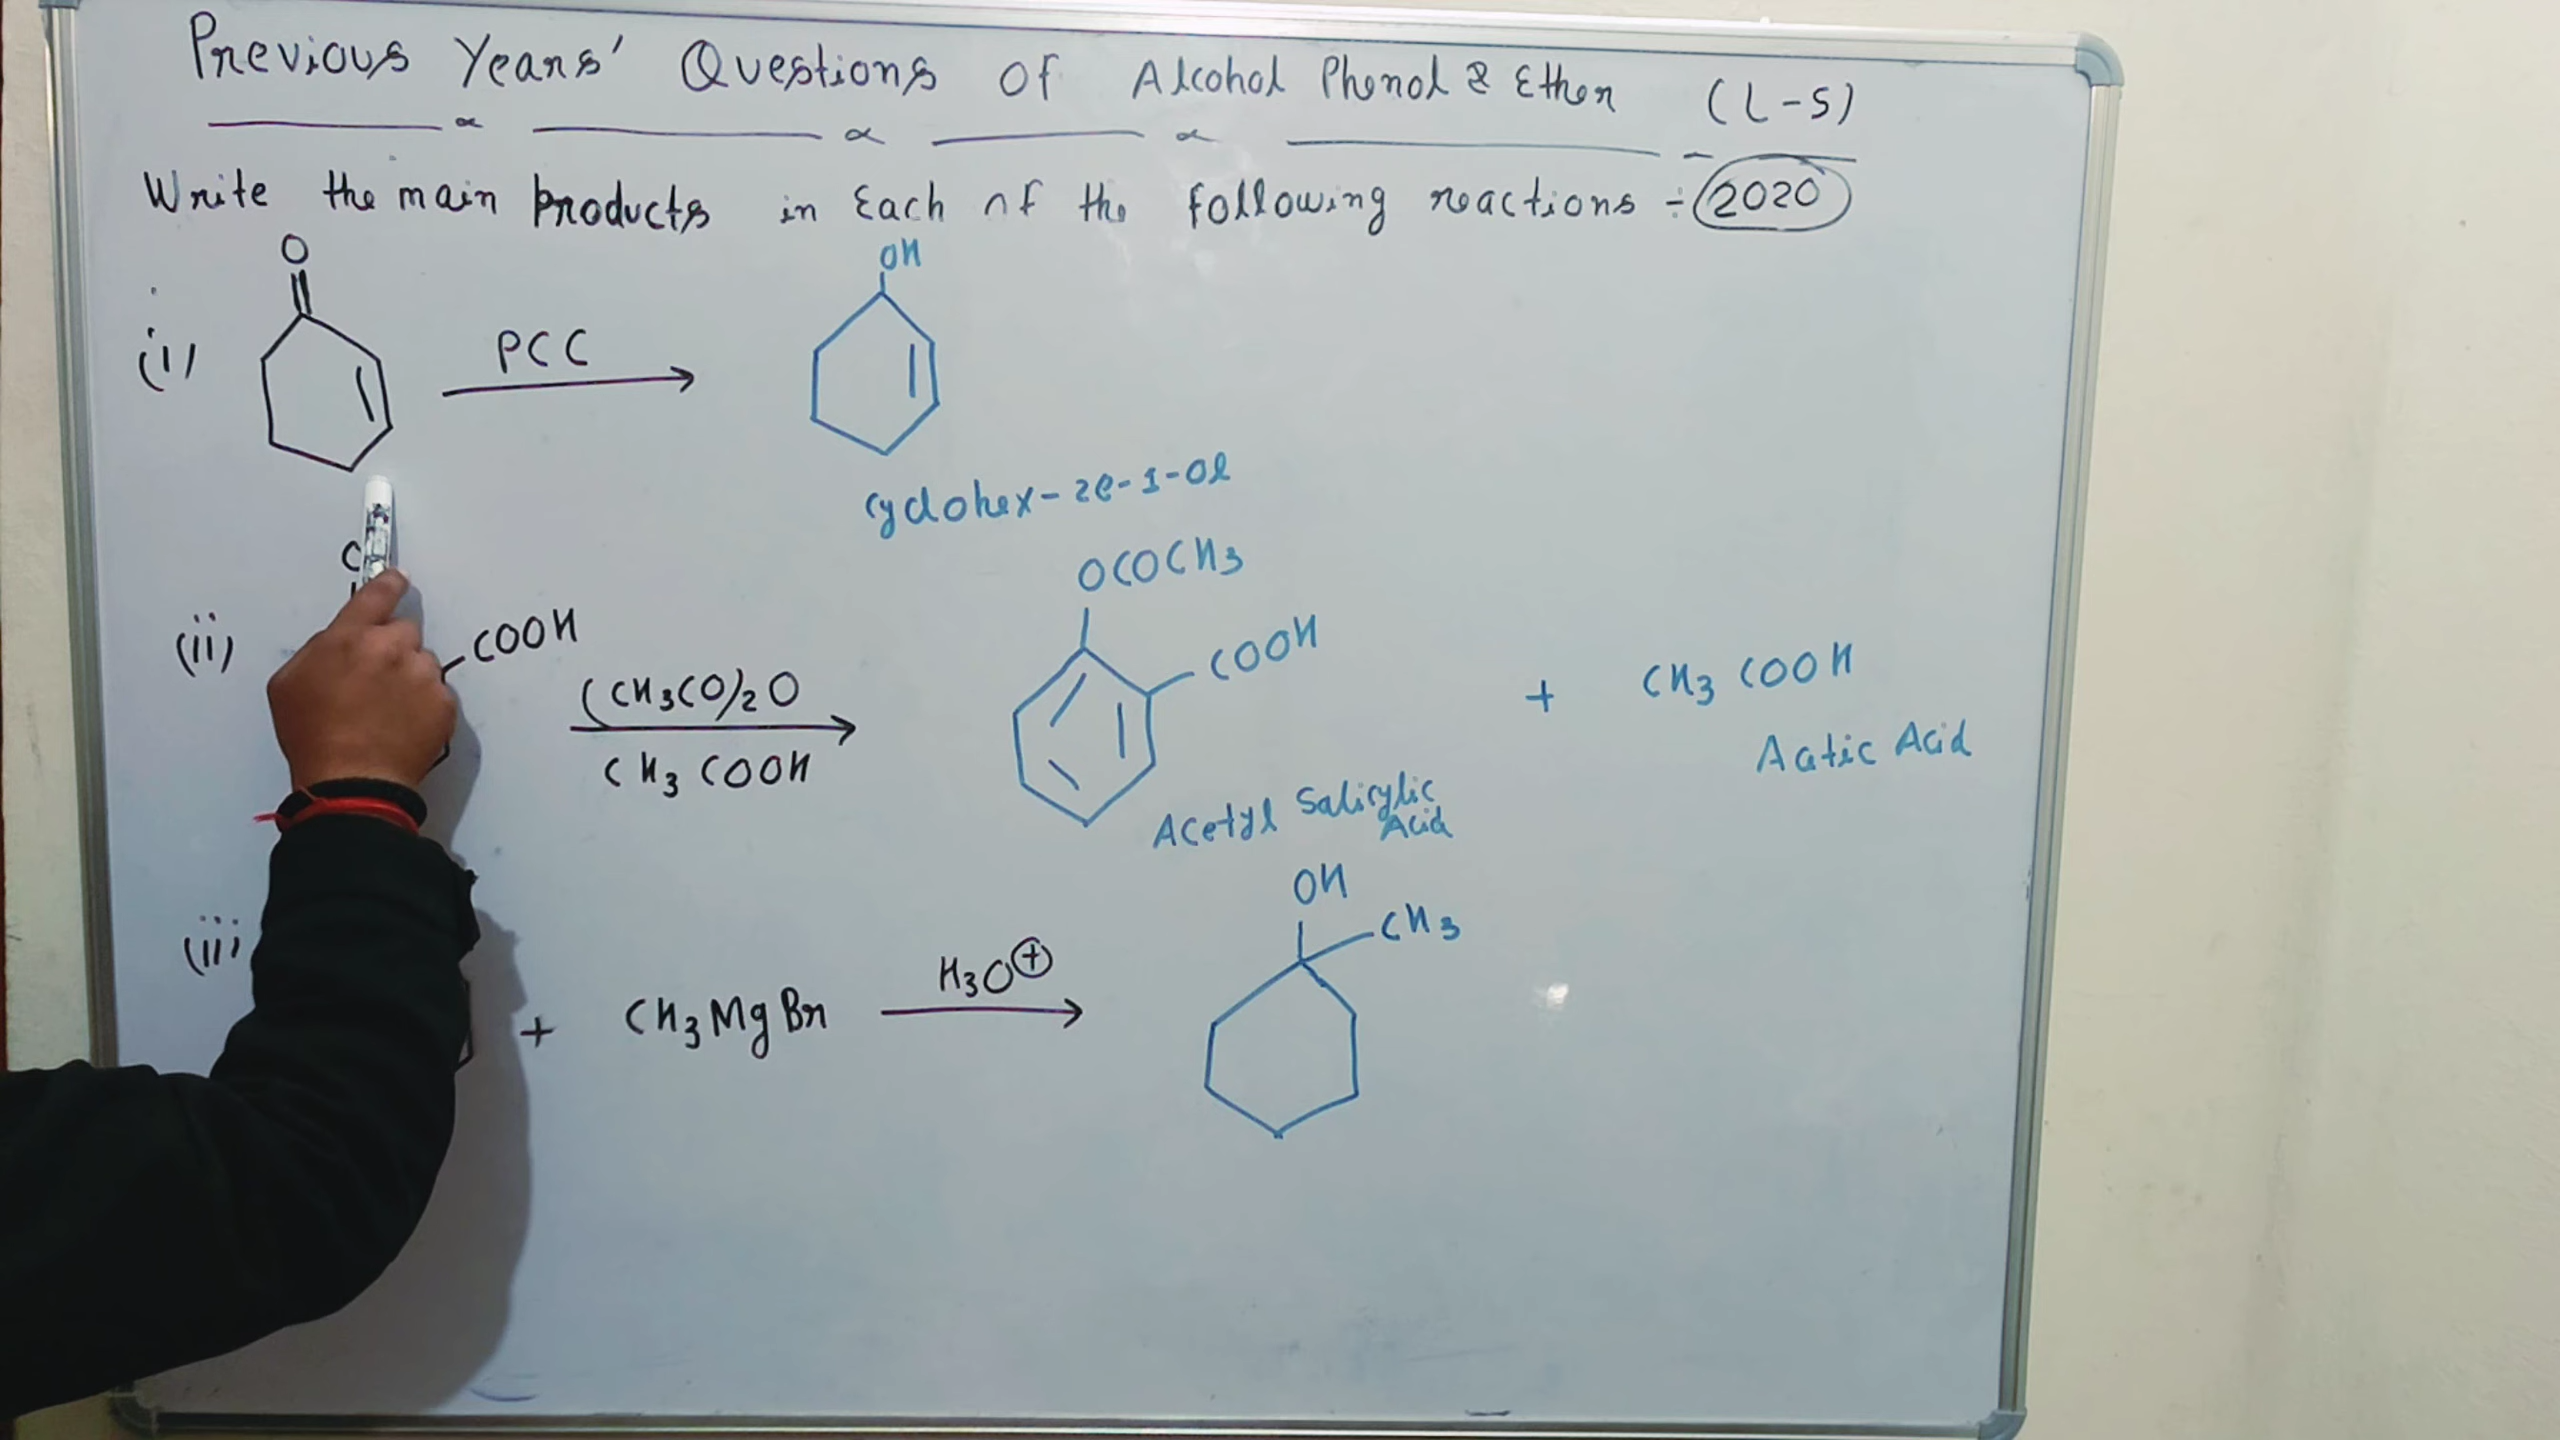 Previous Years' Questions Of Alcohol Phenol & Ether (L-5)
Write the main products in Each of the following reactions :- 2020
(i)
O
PCC
OH
Cyclohex-2e-1-Ol
(ii)
COOH
(CH3CO)2O
CH3COOH
OCOCH3
COOH
Acetyl Salicylic Acid
+ CH3COOH
Acetic Acid
(iii)
+ CH3MgBr
H3O⊕
OH
CH3